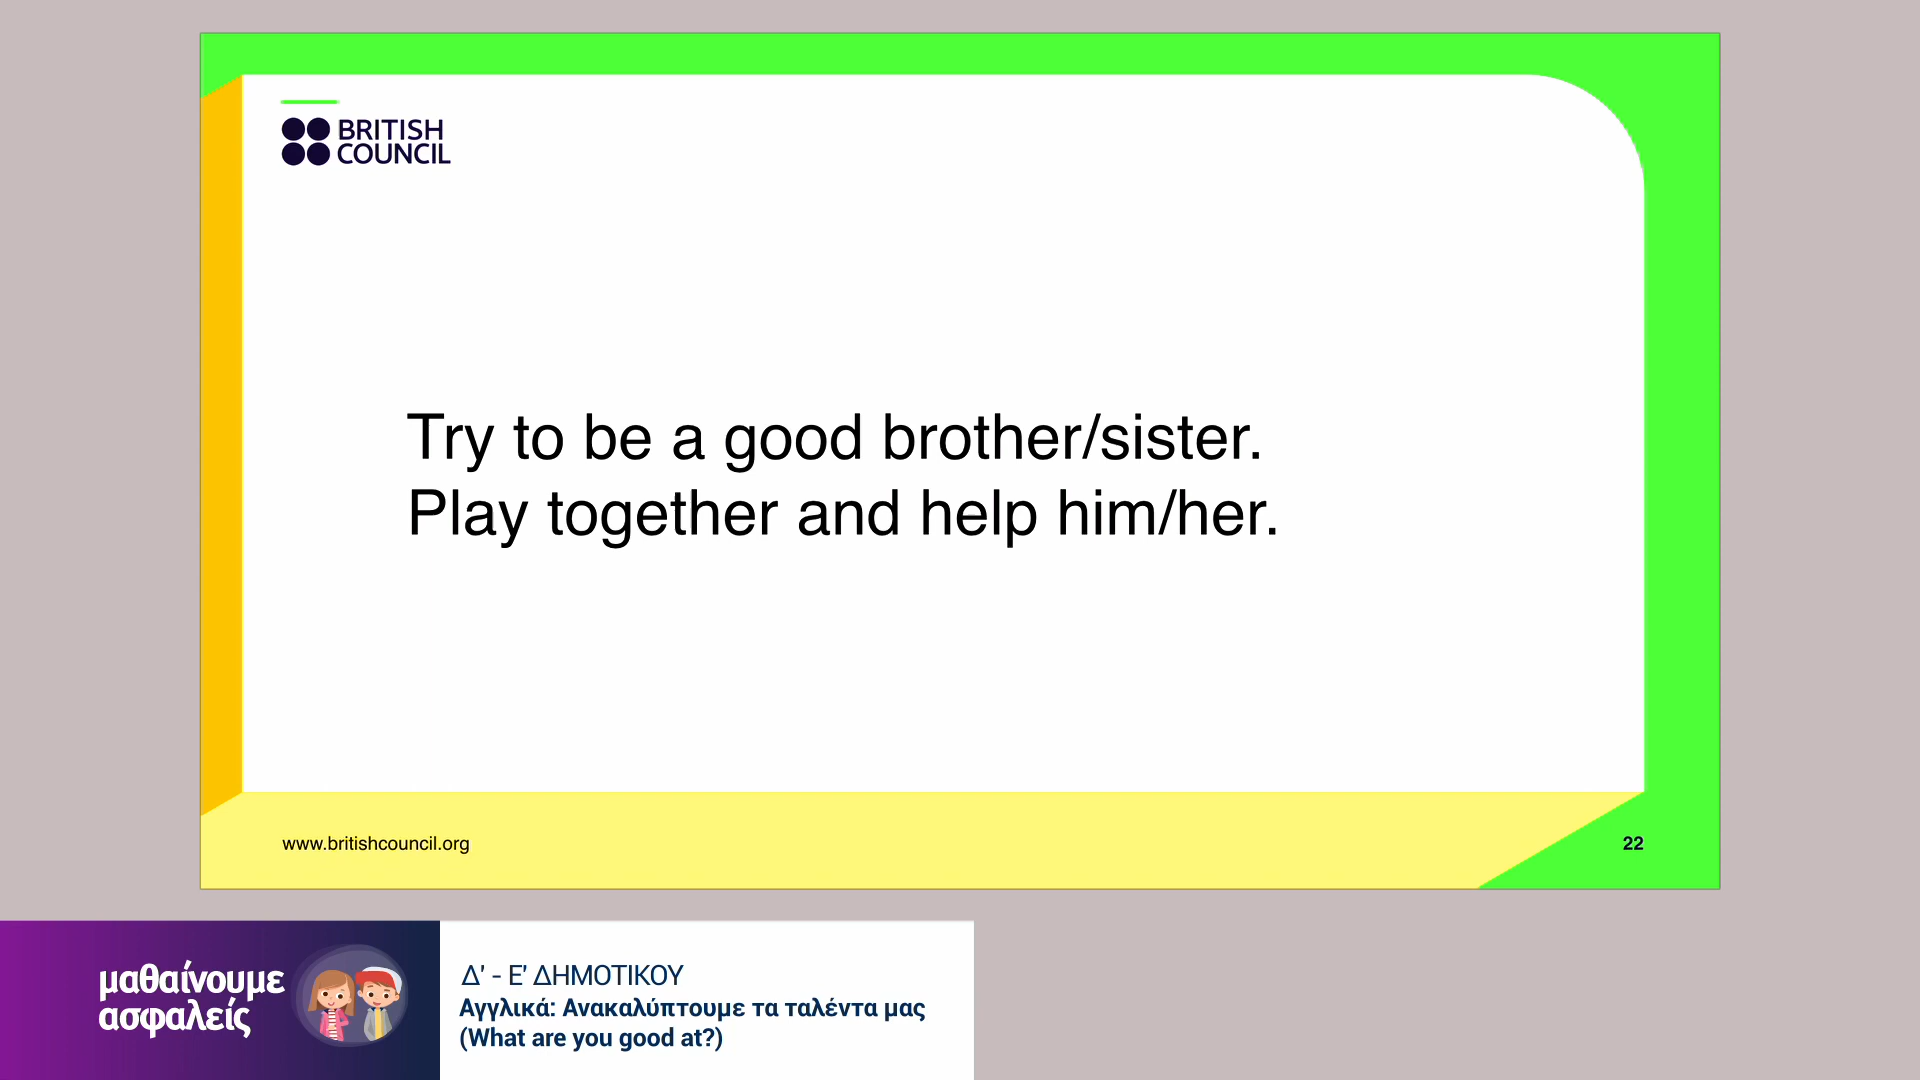 BRITISH
COUNCIL
Try to be a good brother/sister.
Play together and help him/her.
www.britishcouncil.org
22
μαθαίνουμε
ασφαλείς
Δ' - Ε' ΔΗΜΟΤΙΚΟΥ
Αγγλικά: Ανακαλύπτουμε τα ταλέντα μας
(What are you good at?)